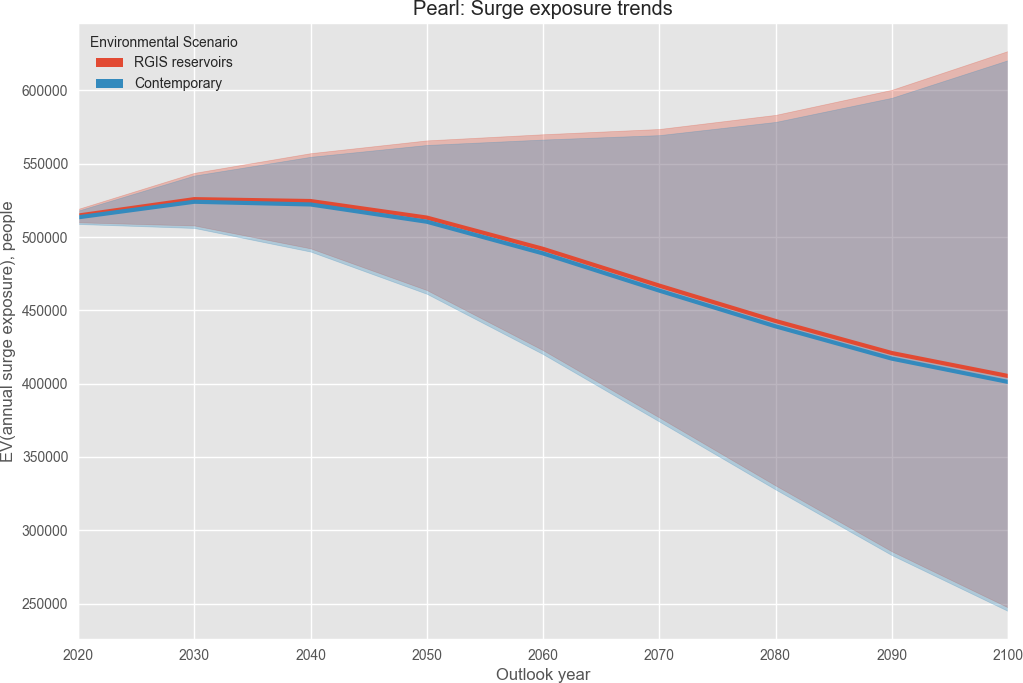 Pearl: Surge exposure trends
Environmental Scenario
RGIS reservoirs
Contemporary
EV(annual surge exposure), people
600000
550000
500000
450000
400000
350000
300000
250000
2020 2030 2040 2050 2060 2070 2080 2090 2100
Outlook year